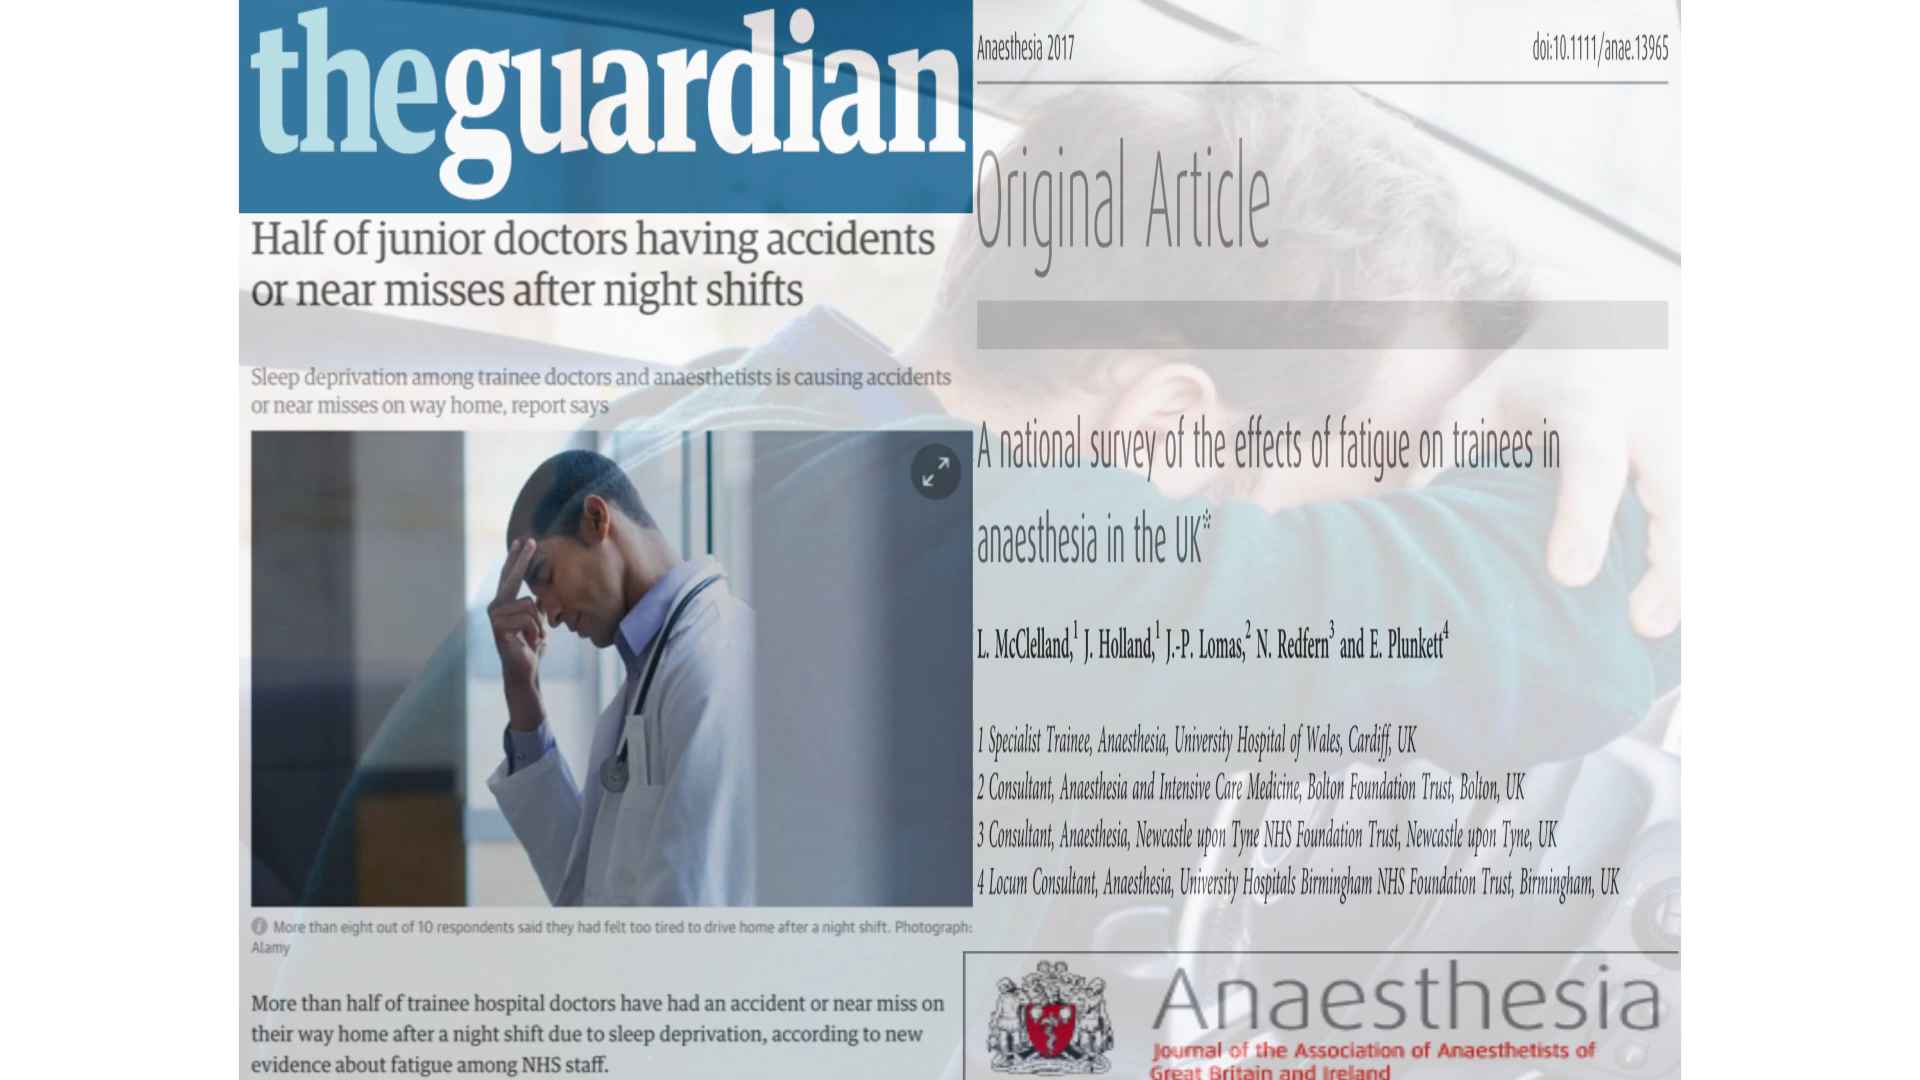 theguardian
Half of junior doctors having accidents
or near misses after night shifts
Sleep deprivation among trainee doctors and anaesthetists is causing accidents
or near misses on way home, report says
More than eight out of 10 respondents said they had felt too tired to drive home after a night shift. Photograph:
Alamy
More than half of trainee hospital doctors have had an accident or near miss on
their way home after a night shift due to sleep deprivation, according to new
evidence about fatigue among NHS staff.
Anaesthesia 2017
doi:10.1111/anae.13965
Original Article
A national survey of the effects of fatigue on trainees in
anaesthesia in the UK*
L. McClelland,1 J. Holland,1 J.-P. Lomas,2 N. Redfern3 and E. Plunkett4
1 Specialist Trainee, Anaesthesia, University Hospital of Wales, Cardiff, UK
2 Consultant, Anaesthesia and Intensive Care Medicine, Bolton Foundation Trust, Bolton, UK
3 Consultant, Anaesthesia, Newcastle upon Tyne NHS Foundation Trust, Newcastle upon Tyne, UK
4 Locum Consultant, Anaesthesia, University Hospitals Birmingham NHS Foundation Trust, Birmingham, UK
Anaesthesia
Journal of the Association of Anaesthetists of
Great Britain and Ireland